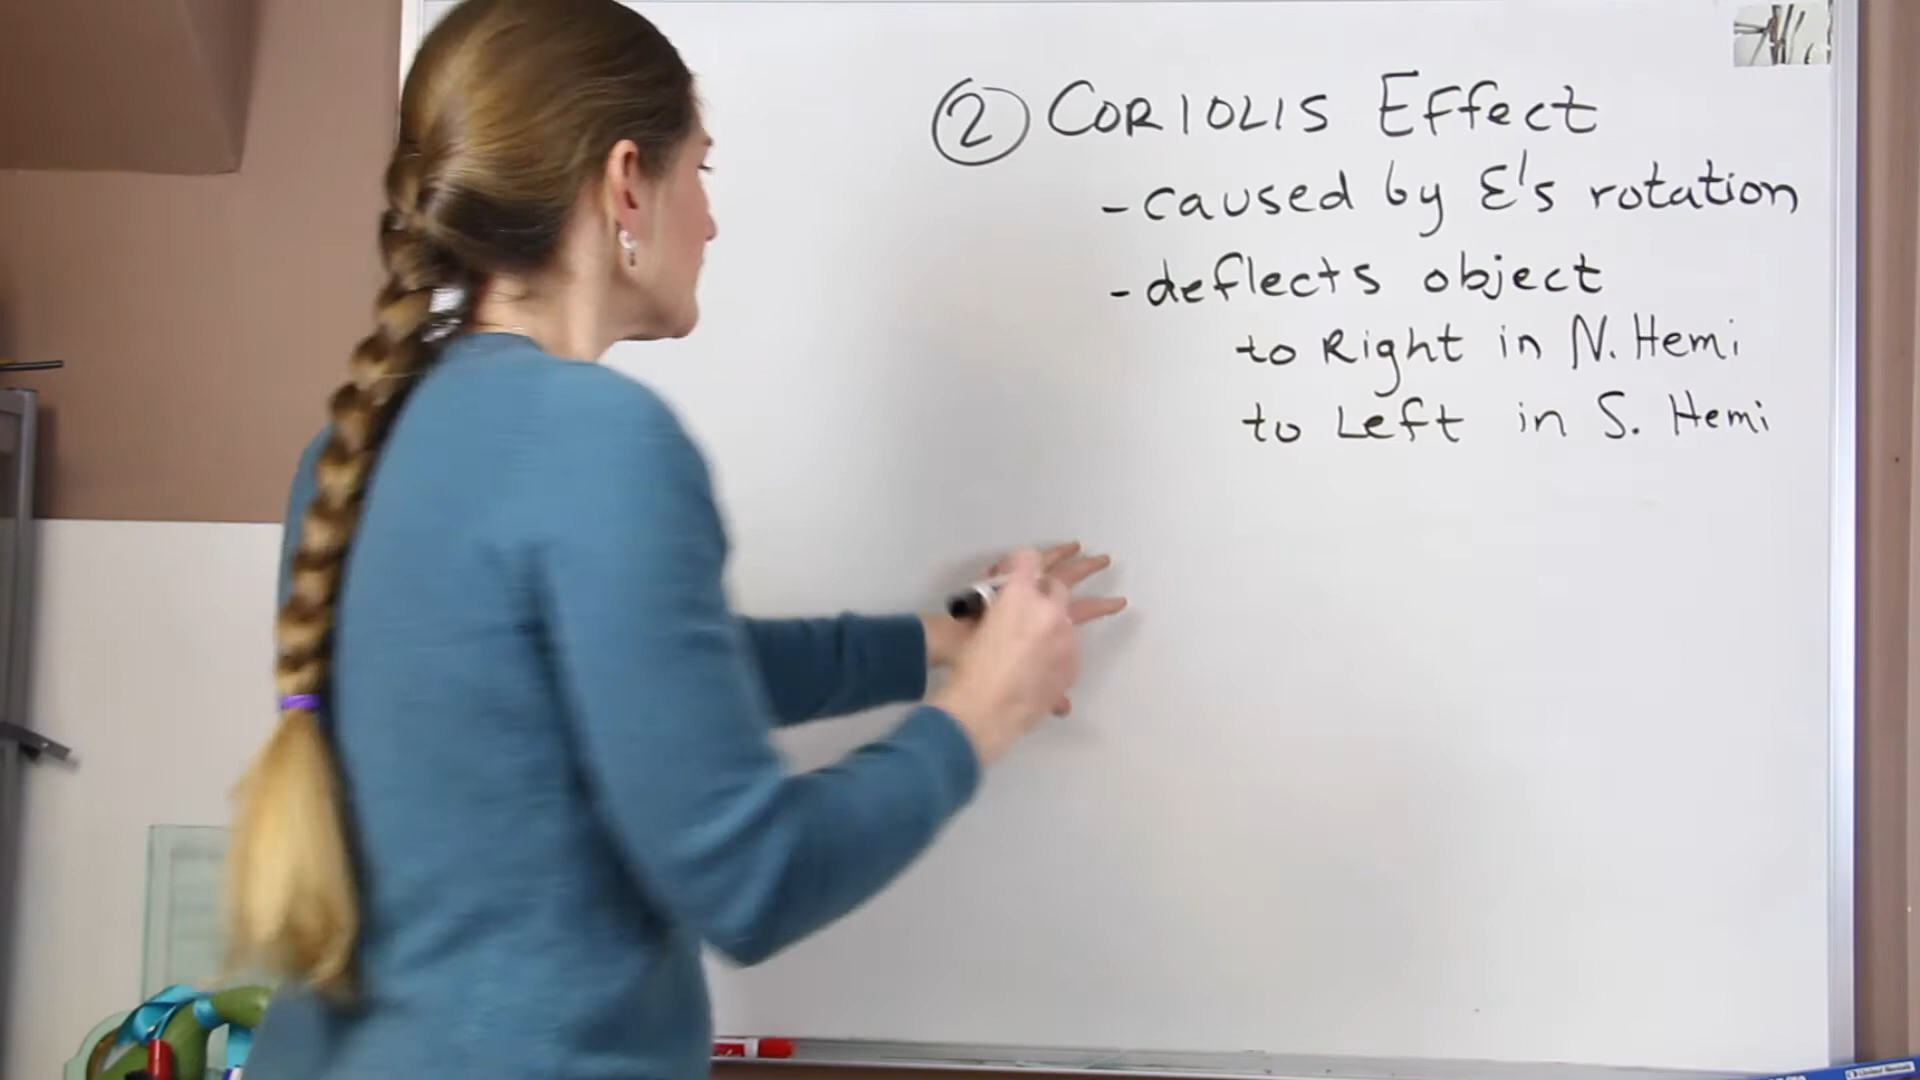 ② CORIOLIS Effect
- caused by E's rotation
- deflects object
to Right in N. Hemi
to Left in S. Hemi